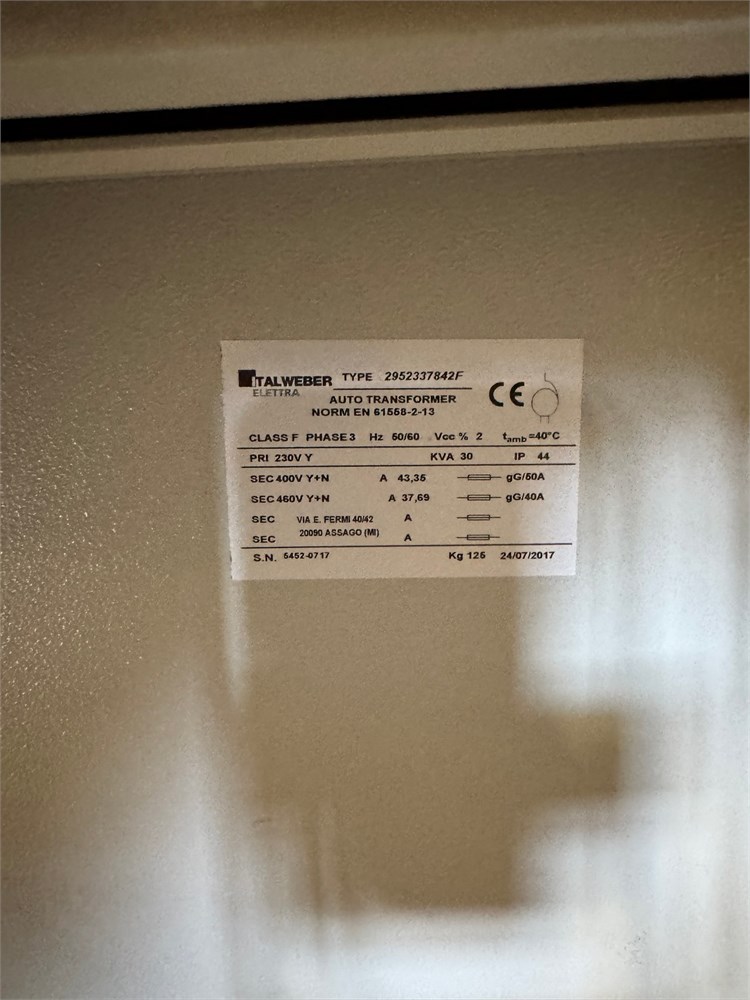 ITALWEBER TYPE 2952337842F
ELETTRA
AUTO TRANSFORMER
NORM EN 61558-2-13
CE
CLASS F PHASE 3 Hz 50/60 Vcc % 2 tamb =40°C
PRI 230V Y KVA 30 IP 44
SEC 400V Y+N A 43,35 gG/50A
SEC 460V Y+N A 37,69 gG/40A
SEC VIA E. FERMI 40/42 A
SEC 20090 ASSAGO (MI) A
S.N. 5452-0717 Kg 125 24/07/2017